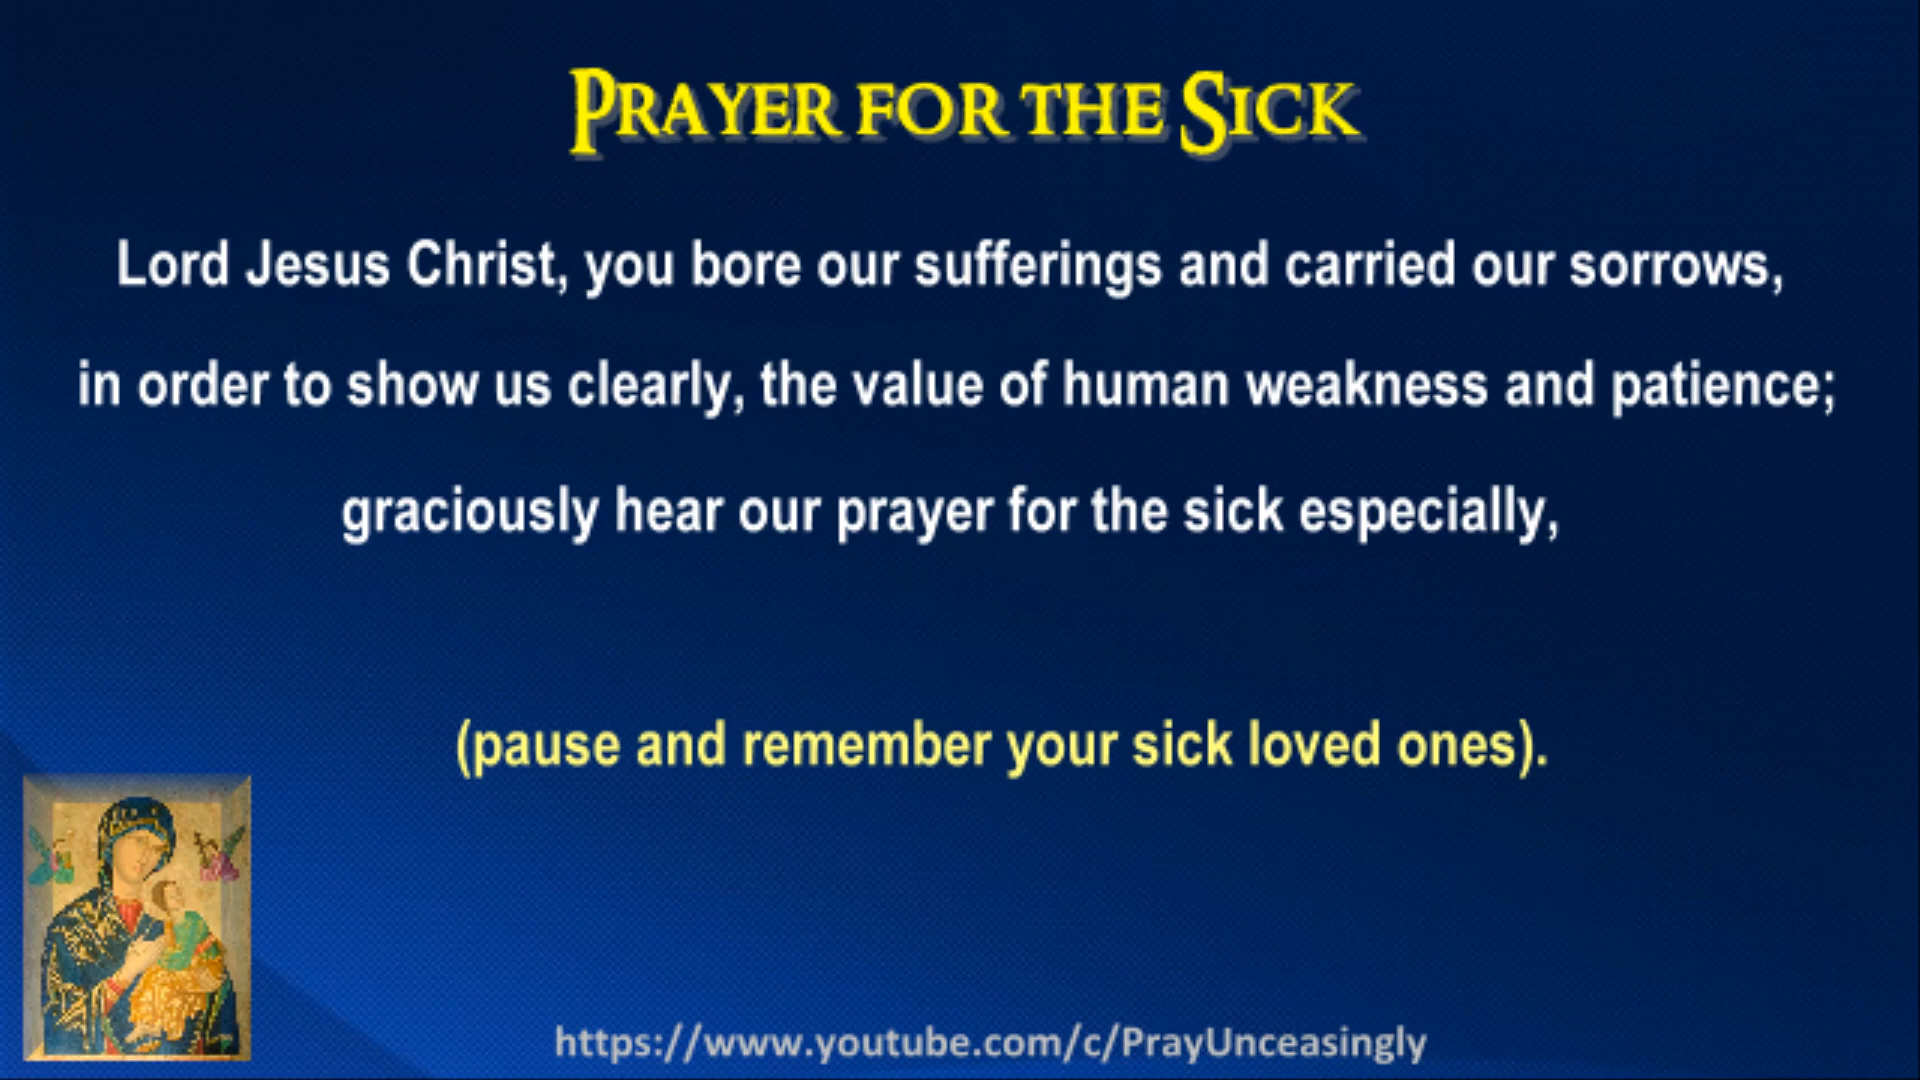 PRAYER FOR THE SICK
Lord Jesus Christ, you bore our sufferings and carried our sorrows,
in order to show us clearly, the value of human weakness and patience;
graciously hear our prayer for the sick especially,
(pause and remember your sick loved ones).
https://www.youtube.com/c/PrayUnceasingly